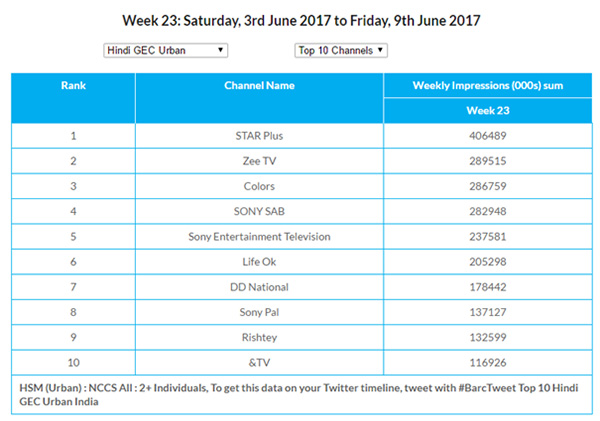 Week 23: Saturday, 3rd June 2017 to Friday, 9th June 2017
Hindi GEC Urban Top 10 Channels
Rank Channel Name Weekly Impressions (000s) sum
Week 23
1 STAR Plus 406489
2 Zee TV 289515
3 Colors 286759
4 SONY SAB 282948
5 Sony Entertainment Television 237581
6 Life Ok 205298
7 DD National 178442
8 Sony Pal 137127
9 Rishtey 132599
10 &TV 116926
HSM (Urban) : NCCS All : 2+ Individuals, To get this data on your Twitter timeline, tweet with #BarcTweet Top 10 Hindi
GEC Urban India